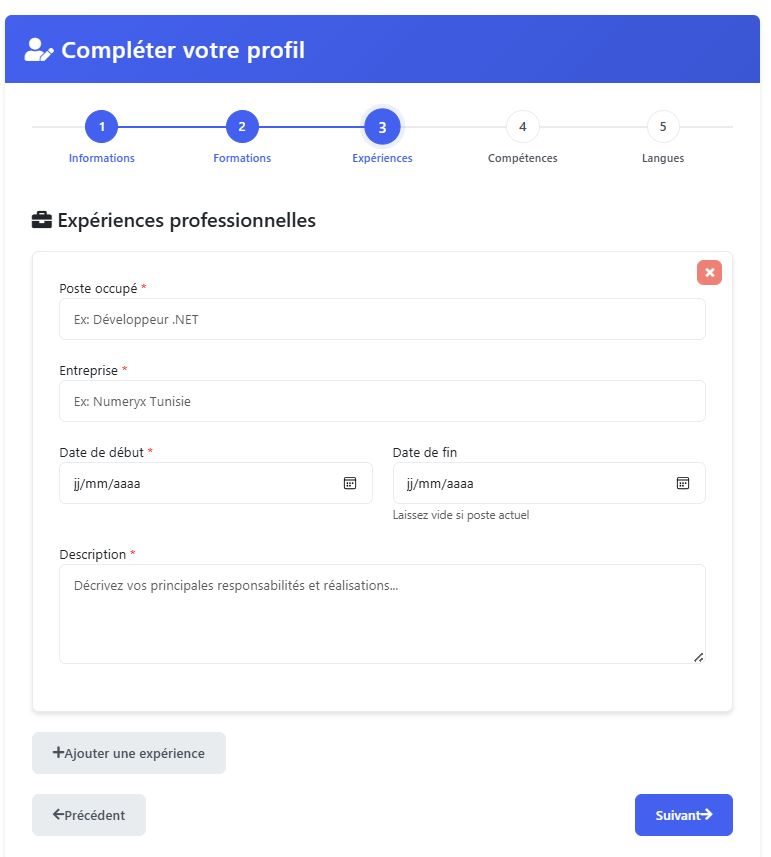 Compléter votre profil
1 2 3 4 5
Informations Formations Expériences Compétences Langues
Expériences professionnelles
Poste occupé *
Ex: Développeur .NET
Entreprise *
Ex: Numeryx Tunisie
Date de début * Date de fin
jj/mm/aaaa jj/mm/aaaa
Laissez vide si poste actuel
Description *
Décrivez vos principales responsabilités et réalisations...
Ajouter une expérience
Précédent Suivant